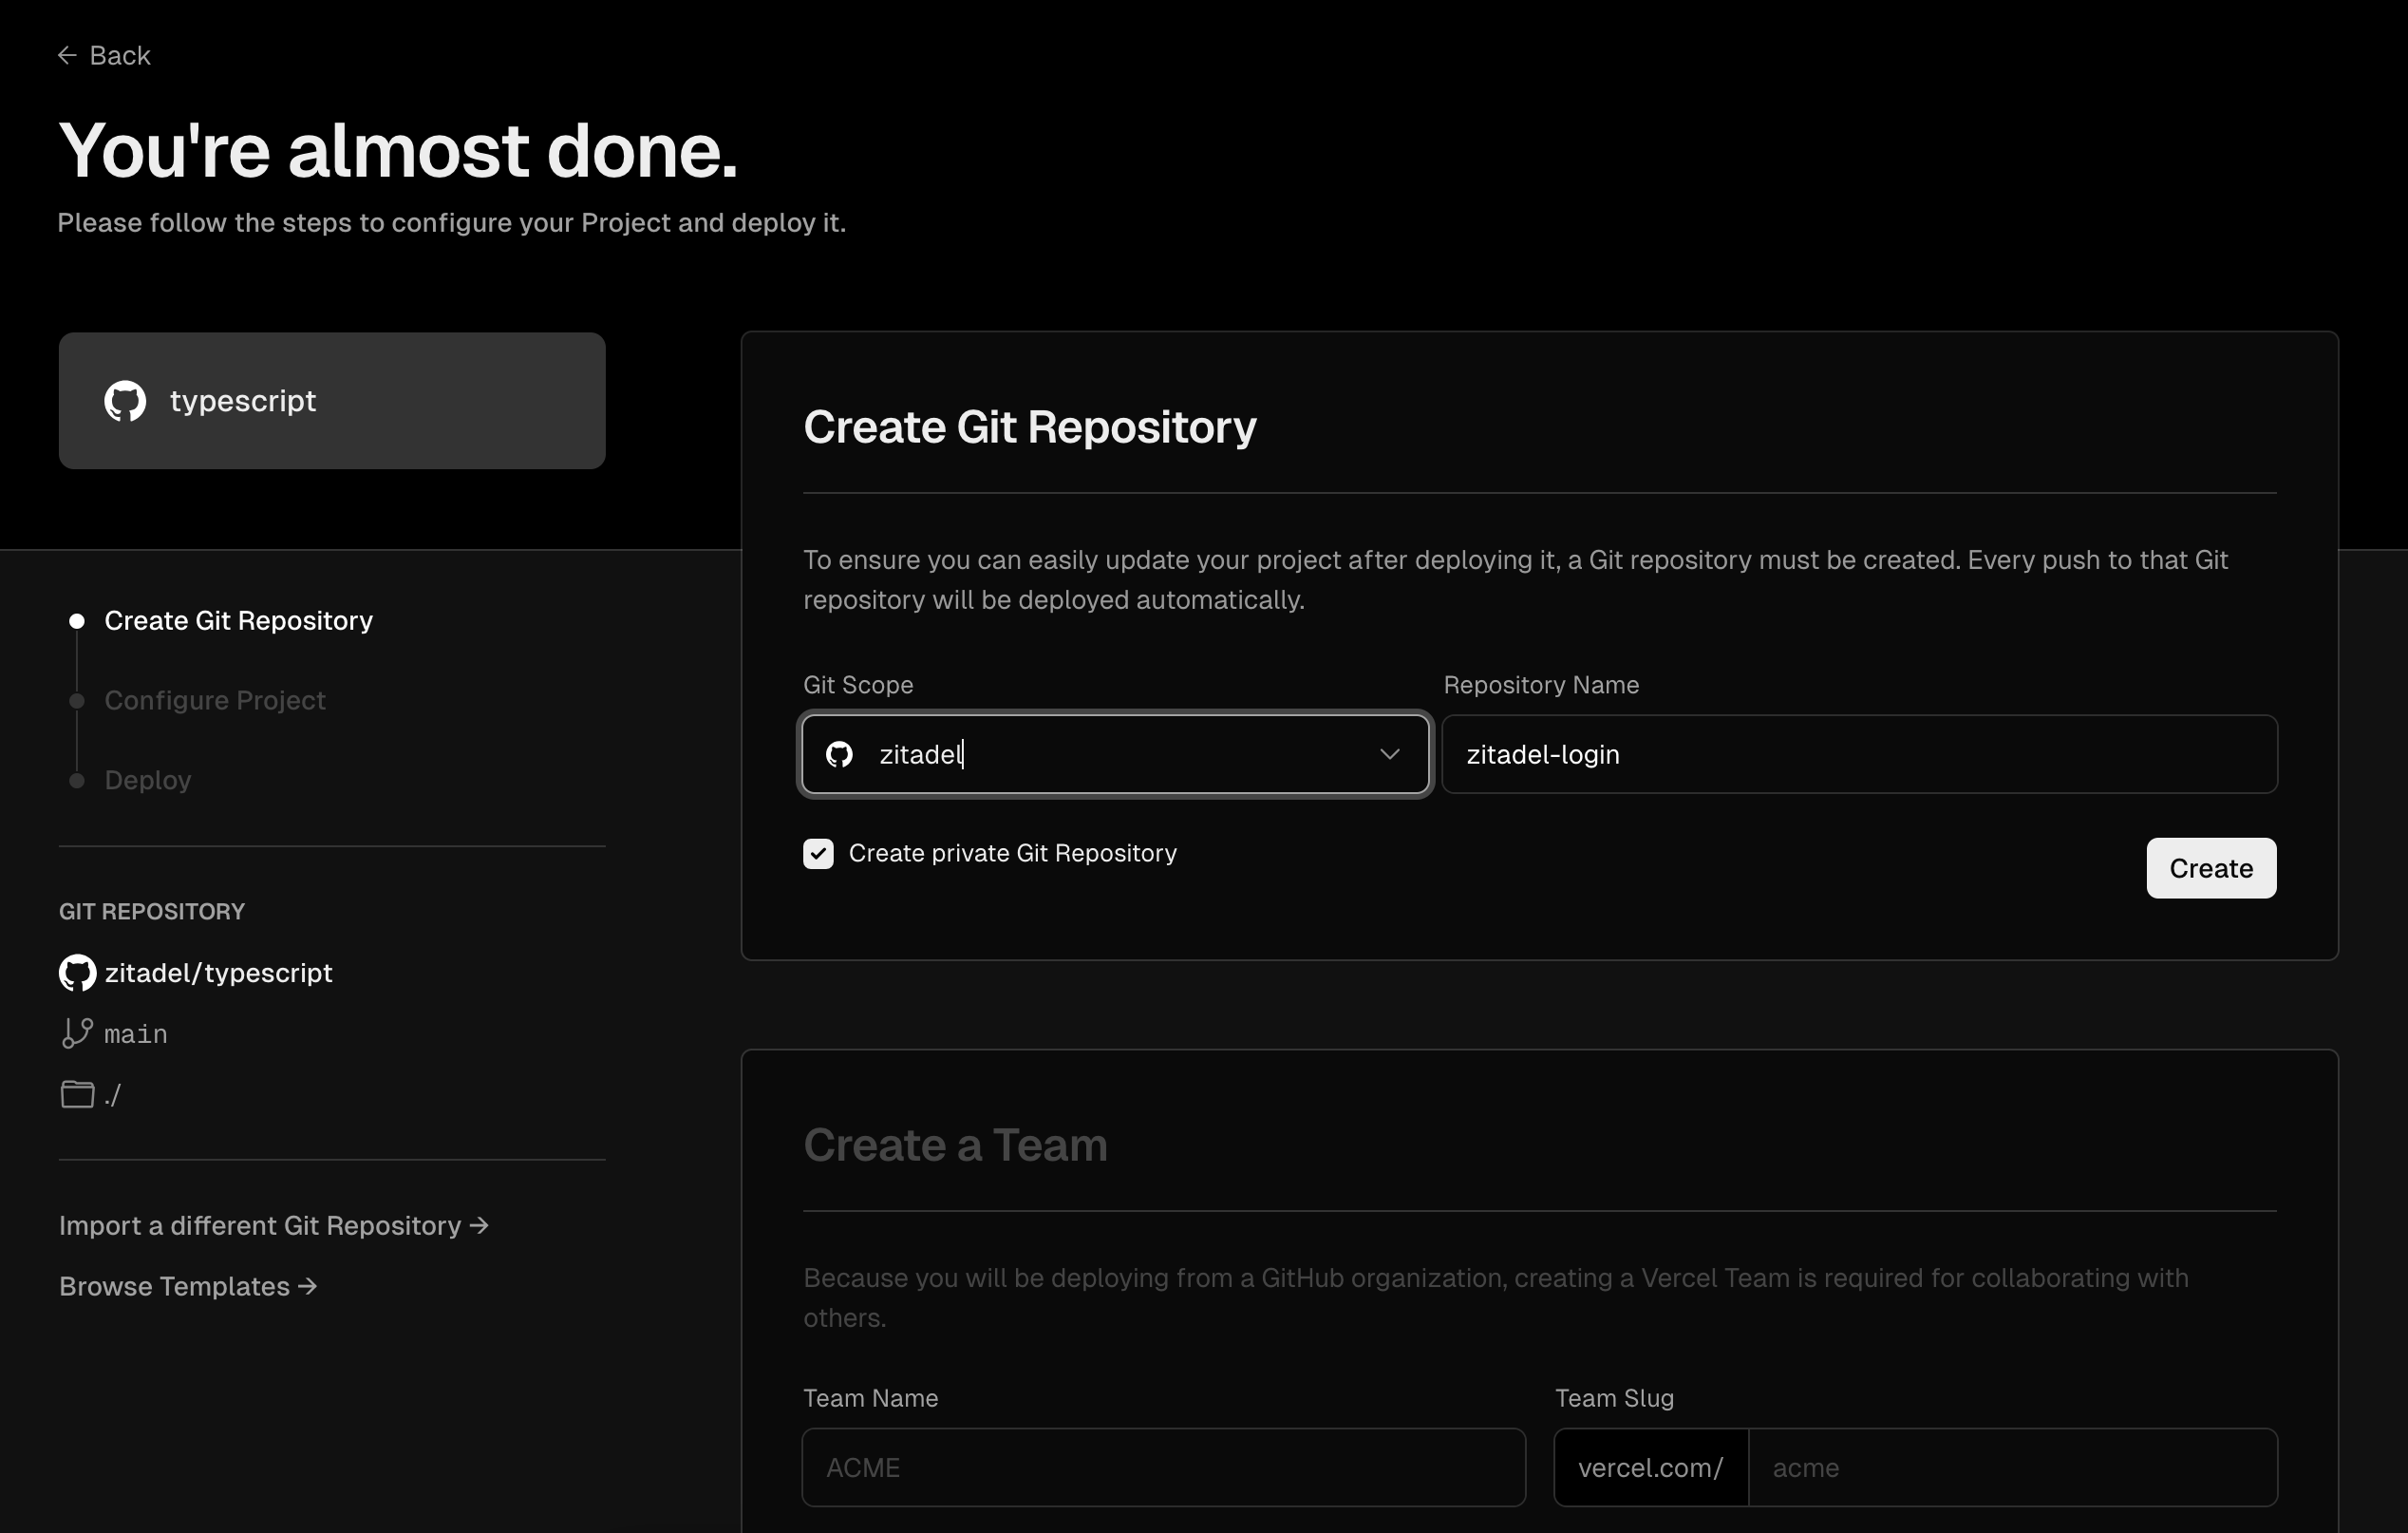 ← Back
You're almost done.
Please follow the steps to configure your Project and deploy it.
typescript
Create Git Repository
Configure Project
Deploy
GIT REPOSITORY
zitadel/typescript
main
./
Import a different Git Repository →
Browse Templates →
Create Git Repository
To ensure you can easily update your project after deploying it, a Git repository must be created. Every push to that Git
repository will be deployed automatically.
Git Scope
zitadel
Repository Name
zitadel-login
Create private Git Repository
Create
Create a Team
Because you will be deploying from a GitHub organization, creating a Vercel Team is required for collaborating with
others.
Team Name
ACME
Team Slug
vercel.com/
acme